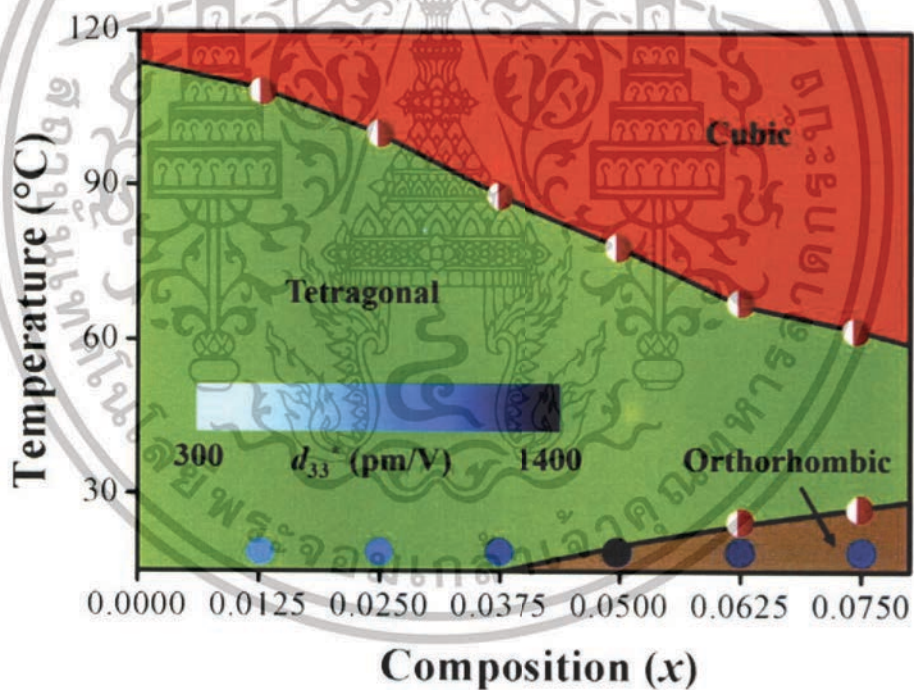 120
90
60
30
Temperature (°C)
Cubic
Tetragonal
300 d₃₃* (pm/V) 1400
Orthorhombic
0.0000 0.0125 0.0250 0.0375 0.0500 0.0625 0.0750
Composition (x)